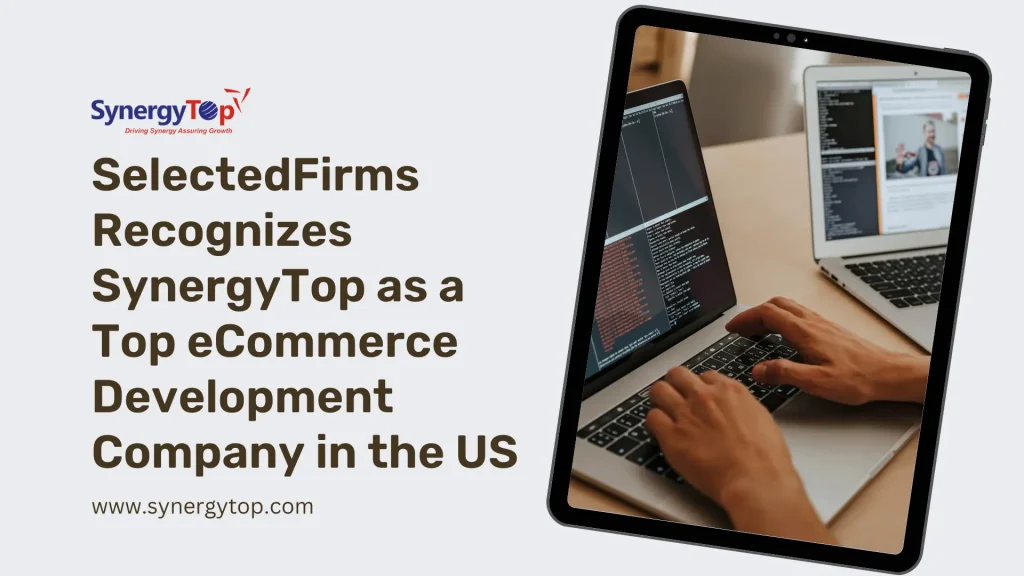 SynergyTop
Driving Synergy Assuring Growth
SelectedFirms
Recognizes
SynergyTop as a
Top eCommerce
Development
Company in the US
www.synergytop.com